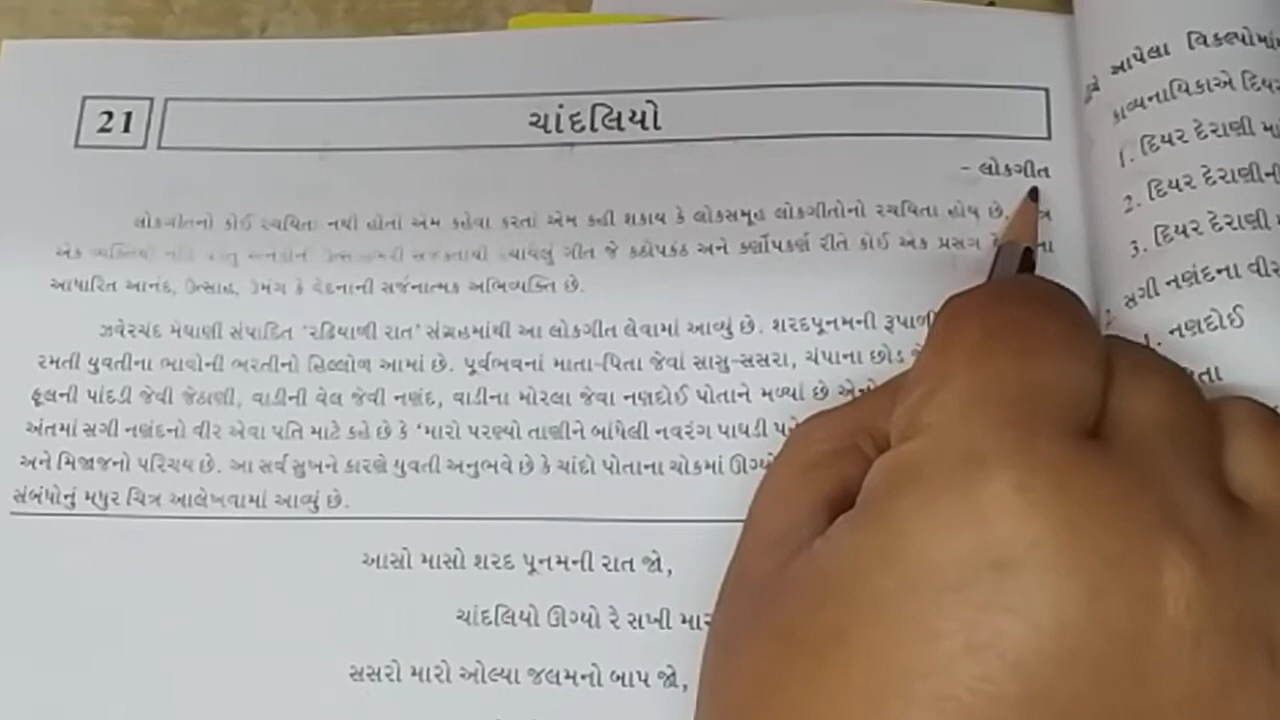 21
ચાંદલિયો
- લોકગીત
લોકગીતનો કોઈ રચયિતા નથી હોતા એમ કહેવા કરતાં એમ કહી શકાય કે લોકસમૂહ લોકગીતોનો રચયિતા હોય છે.
એક ગીત જે કંઠોપકંઠ અને કર્ણોપકર્ણ રીતે કોઈ એક પ્રસંગ
આધારિત આનંદ, ઉત્સાહ, ઉમંગ કે વેદનાની સર્જનાત્મક અભિવ્યક્તિ છે.
ઝવેરચંદ મેઘાણી સંપાદિત 'રઢિયાળી રાત' સંગ્રહમાંથી આ લોકગીત લેવામાં આવ્યું છે. શરદપૂનમની રૂપાળી
રમતી યુવતીના ભાવોની ભરતીનો હિલ્લોળ આમાં છે. પૂર્વભવનાં માતા-પિતા જેવાં સાસુ-સસરા, ચંપાના છોડ
ફૂલની પાંદડી જેવી જેઠાણી, વાડીની વેલ જેવી નણંદ, વાડીના મોરલા જેવા નણદોઈ પોતાને મળ્યાં છે
અંતમાં સગી નણંદનો વીર એવા પતિ માટે કહે છે કે 'મારો પરણ્યો તાણીને બાંધેલી નવરંગ પાઘડી
અને મિજાજનો પરિચય છે. આ સર્વ સુખને કારણે યુવતી અનુભવે છે કે ચાંદો પોતાના ચોકમાં ઊગ્યો
સંબંધોનું મધુર ચિત્ર આલેખવામાં આવ્યું છે.
આસો માસો શરદ પૂનમની રાત જો,
ચાંદલિયો ઊગ્યો રે સખી
સસરો મારો ઓલ્યા જલમનો બાપ જો,
આપેલા
કાવ્યનાયિકાએ
1. દિયર દેરાણી
2. દિયર દેરાણીની
3. દિયર દેરાણી
સગી નણંદના વીર
1. નણદોઈ